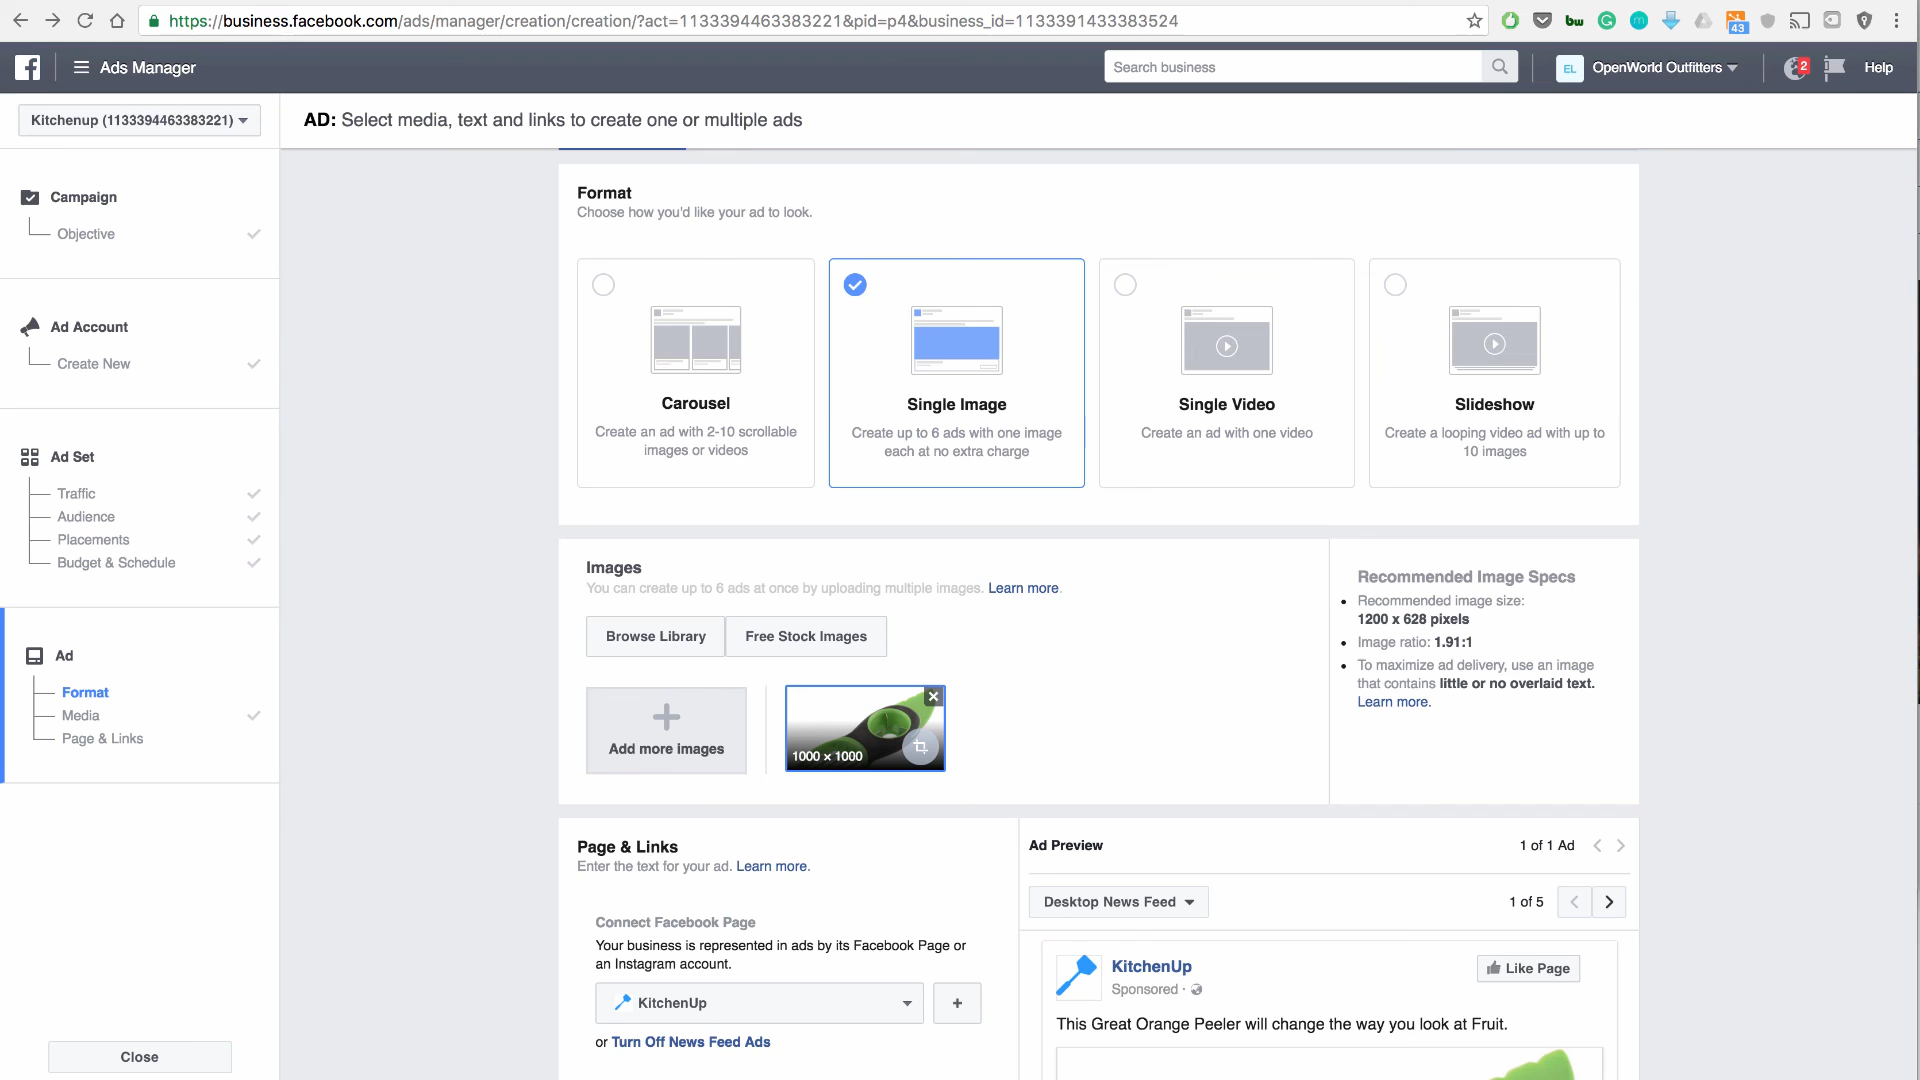 https://business.facebook.com/ads/manager/creation/creation/?act=1133394463383221&pid=p4&business_id=1133391433383524
bw
43
Ads Manager
Search business
EL
OpenWorld Outfitters
2
Help
Kitchenup (1133394463383221)
AD: Select media, text and links to create one or multiple ads
Campaign
Objective
Ad Account
Create New
Ad Set
Traffic
Audience
Placements
Budget & Schedule
Ad
Format
Media
Page & Links
Close
Format
Choose how you'd like your ad to look.
Carousel
Create an ad with 2-10 scrollable
images or videos
Single Image
Create up to 6 ads with one image
each at no extra charge
Single Video
Create an ad with one video
Slideshow
Create a looping video ad with up to
10 images
Images
You can create up to 6 ads at once by uploading multiple images. Learn more.
Browse Library
Free Stock Images
Add more images
1000 × 1000
Recommended Image Specs
Recommended image size:
1200 x 628 pixels
Image ratio: 1.91:1
To maximize ad delivery, use an image
that contains little or no overlaid text.
Learn more.
Page & Links
Enter the text for your ad. Learn more.
Connect Facebook Page
Your business is represented in ads by its Facebook Page or
an Instagram account.
KitchenUp
or Turn Off News Feed Ads
Ad Preview
1 of 1 Ad
Desktop News Feed
1 of 5
KitchenUp
Sponsored ·
Like Page
This Great Orange Peeler will change the way you look at Fruit.